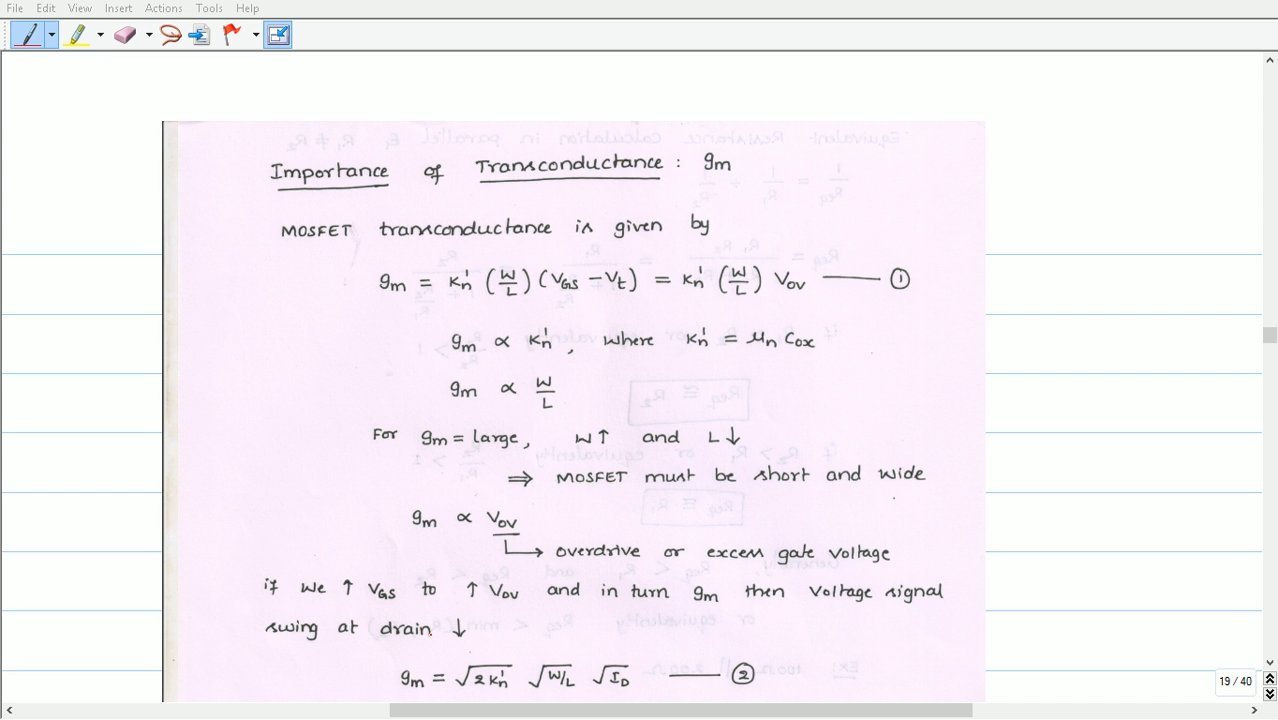 File Edit View Insert Actions Tools Help
Importance of Transconductance : gm
MOSFET transconductance is given by
gm = Kn' (W/L) (VGS − Vt) = Kn' (W/L) VOV —— ①
gm ∝ Kn' , where Kn' = μn Cox
gm ∝ W/L
For gm = large, W↑ and L↓
⇒ MOSFET must be short and wide
gm ∝ VOV
↳ overdrive or excess gate voltage
if we ↑ VGS to ↑ VOV and in turn gm then voltage signal
swing at drain ↓
gm = √2Kn' √W/L √ID —— ②
19 / 40